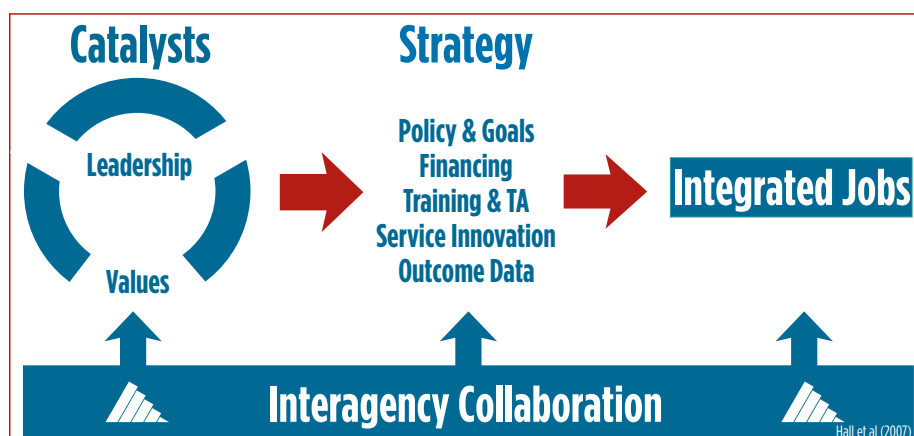 Catalysts
Leadership
Values
Strategy
Policy & Goals
Financing
Training & TA
Service Innovation
Outcome Data
Integrated Jobs
Interagency Collaboration
Hall et al (2007)